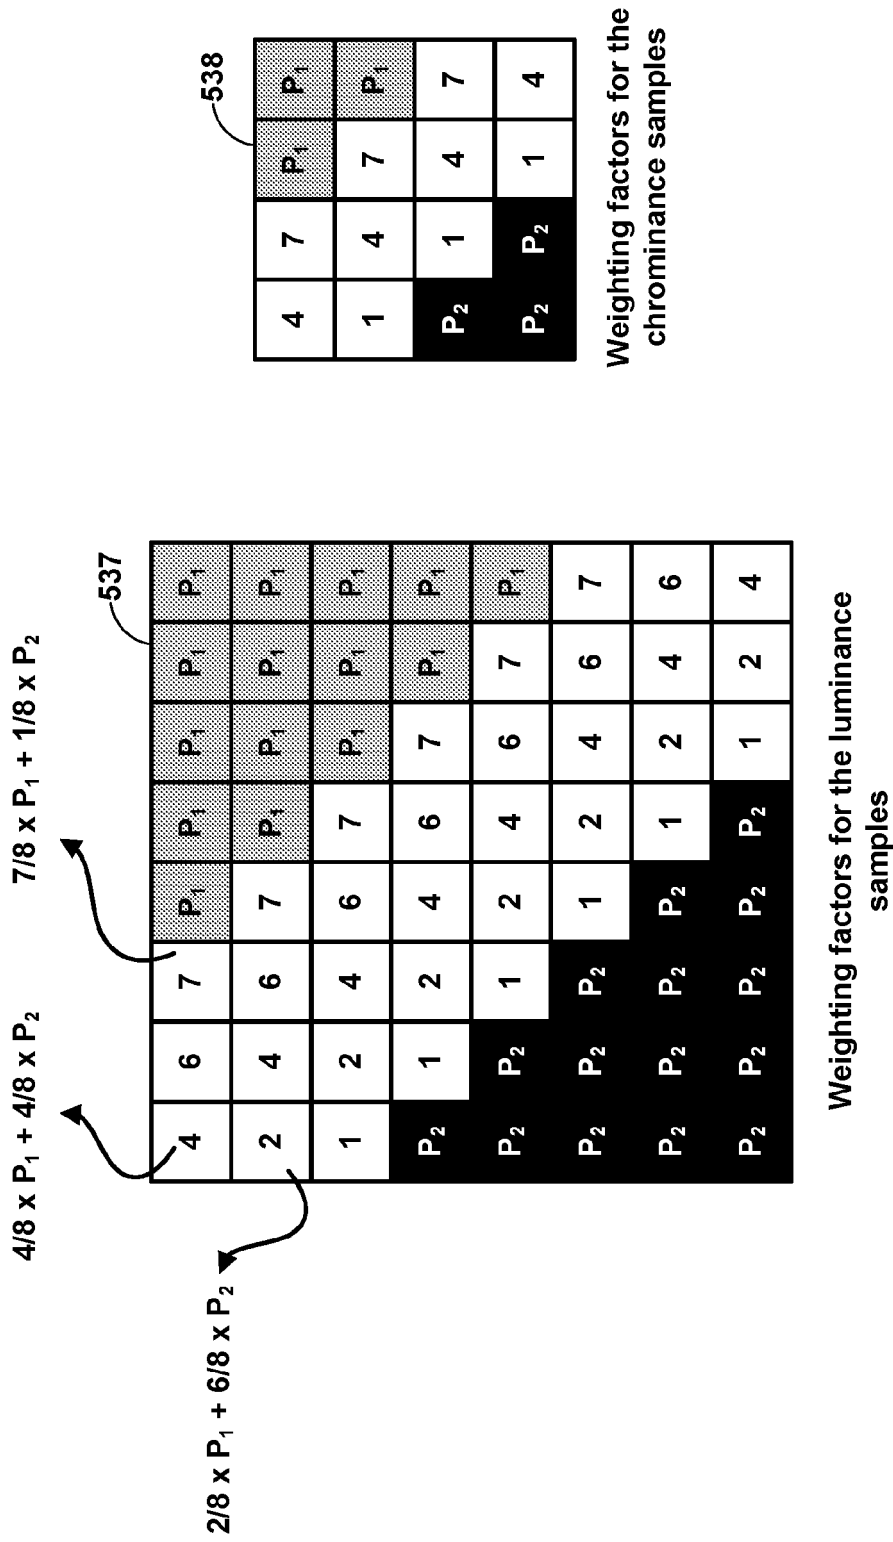 4/8 x P₁ + 4/8 x P₂
7/8 x P₁ + 1/8 x P₂
2/8 x P₁ + 6/8 x P₂
537
4 6 7 P₁ P₁ P₁ P₁ P₁
2 4 6 7 P₁ P₁ P₁ P₁
1 2 4 6 7 P₁ P₁ P₁
P₂ 1 2 4 6 7 P₁ P₁
P₂ P₂ 1 2 4 6 7 P₁
P₂ P₂ P₂ 1 2 4 6 7
P₂ P₂ P₂ P₂ 1 2 4 6
P₂ P₂ P₂ P₂ P₂ 1 2 4
Weighting factors for the luminance
samples
538
4 7 P₁ P₁
1 4 7 P₁
P₂ 1 4 7
P₂ P₂ 1 4
Weighting factors for the
chrominance samples